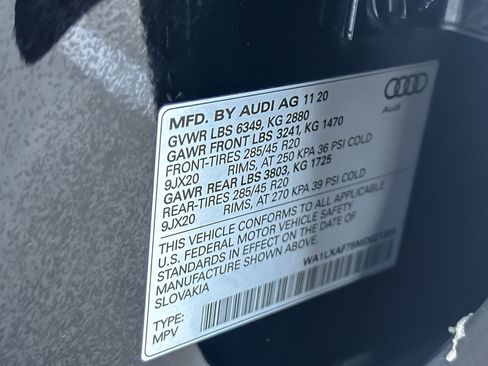 MFD. BY AUDI AG 11 20
GVWR LBS 6349, KG 2880
GAWR FRONT LBS 3241, KG 1470
FRONT-TIRES 285/45 R20
9JX20 RIMS, AT 250 KPA 36 PSI COLD
GAWR REAR LBS 3803, KG 1725
REAR-TIRES 285/45 R20
9JX20 RIMS, AT 270 KPA 39 PSI COLD
THIS VEHICLE CONFORMS TO ALL APPLICABLE
U.S. FEDERAL MOTOR VEHICLE SAFETY
STANDARDS IN EFFECT ON THE DATE OF
MANUFACTURE SHOWN ABOVE.
SLOVAKIA
TYPE:
MPV
Audi